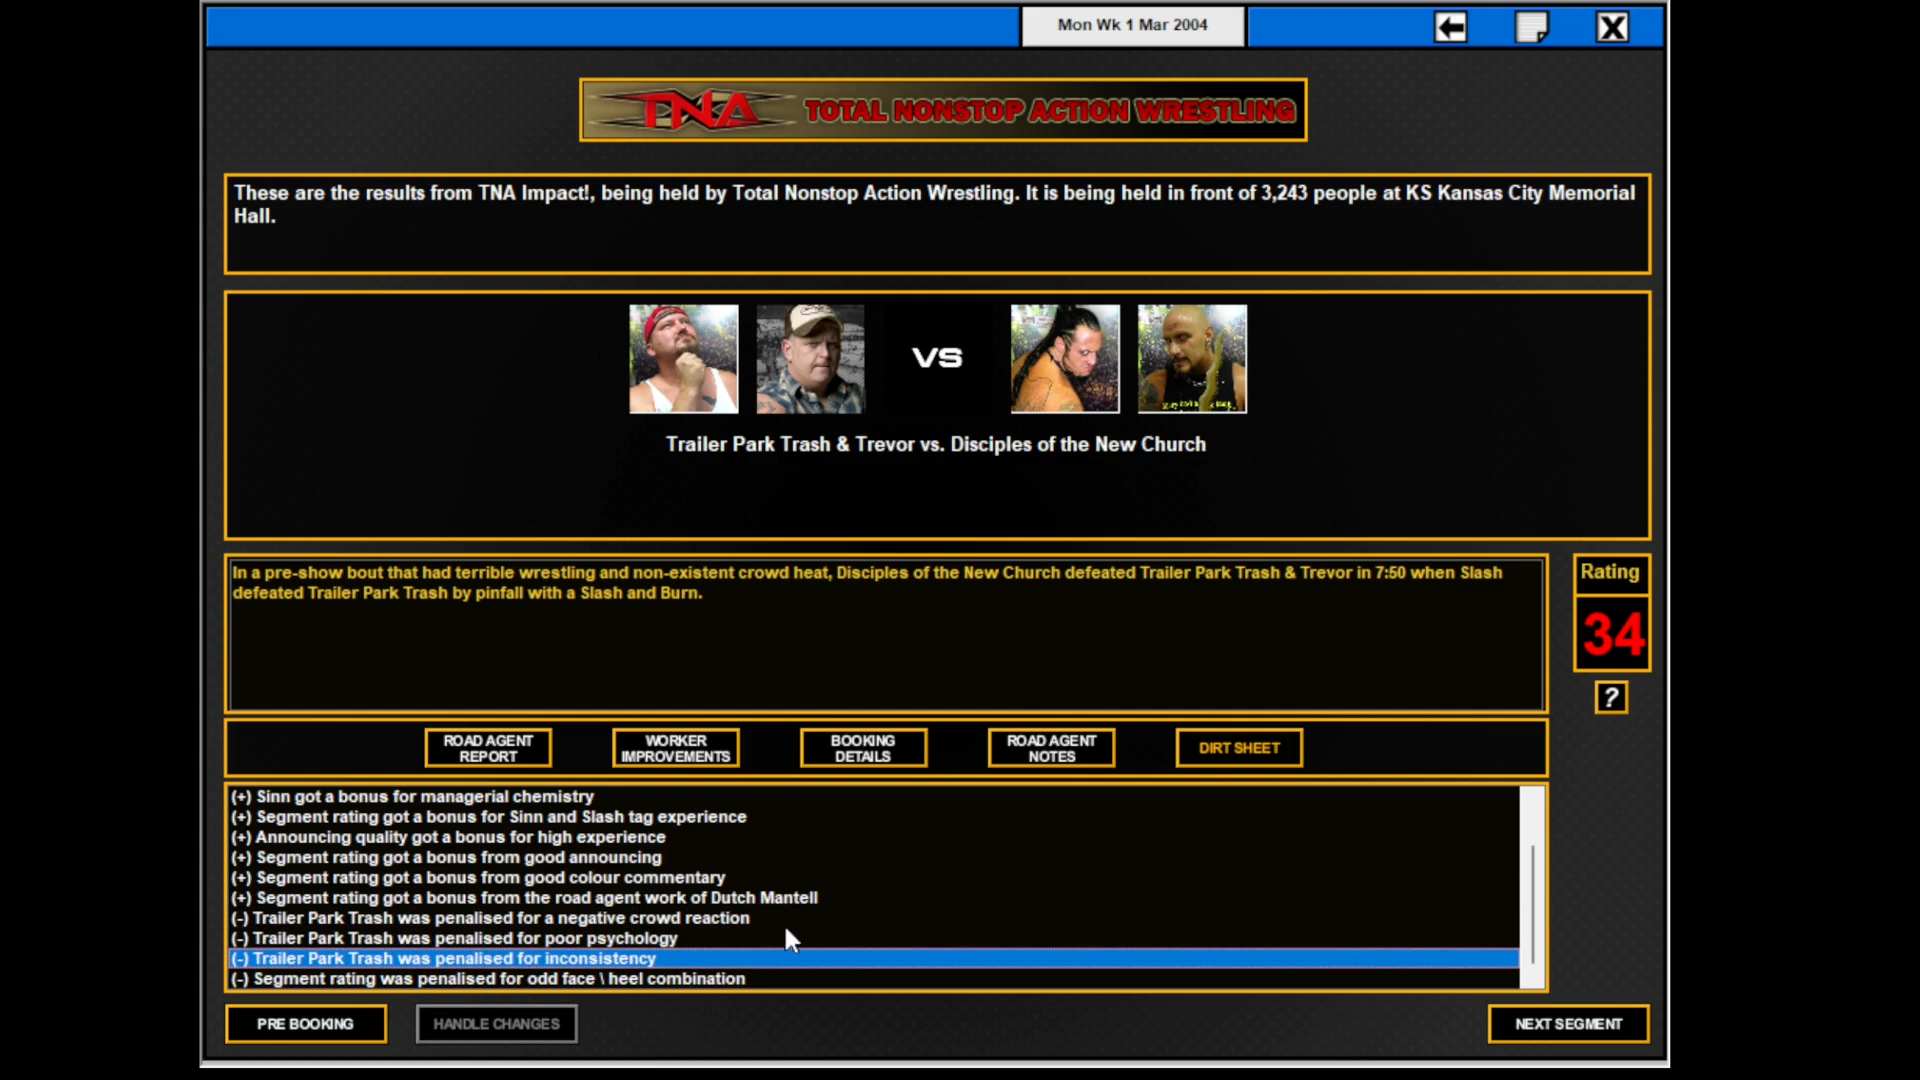 Mon Wk 1 Mar 2004
TNA TOTAL NONSTOP ACTION WRESTLING
These are the results from TNA Impact!, being held by Total Nonstop Action Wrestling. It is being held in front of 3,243 people at KS Kansas City Memorial
Hall.
VS
Trailer Park Trash & Trevor vs. Disciples of the New Church
In a pre-show bout that had terrible wrestling and non-existent crowd heat, Disciples of the New Church defeated Trailer Park Trash & Trevor in 7:50 when Slash
defeated Trailer Park Trash by pinfall with a Slash and Burn.
Rating
34
?
ROAD AGENT
REPORT
WORKER
IMPROVEMENTS
BOOKING
DETAILS
ROAD AGENT
NOTES
DIRT SHEET
(+) Sinn got a bonus for managerial chemistry
(+) Segment rating got a bonus for Sinn and Slash tag experience
(+) Announcing quality got a bonus for high experience
(+) Segment rating got a bonus from good announcing
(+) Segment rating got a bonus from good colour commentary
(+) Segment rating got a bonus from the road agent work of Dutch Mantell
(-) Trailer Park Trash was penalised for a negative crowd reaction
(-) Trailer Park Trash was penalised for poor psychology
(-) Trailer Park Trash was penalised for inconsistency
(-) Segment rating was penalised for odd face \ heel combination
PRE BOOKING
HANDLE CHANGES
NEXT SEGMENT